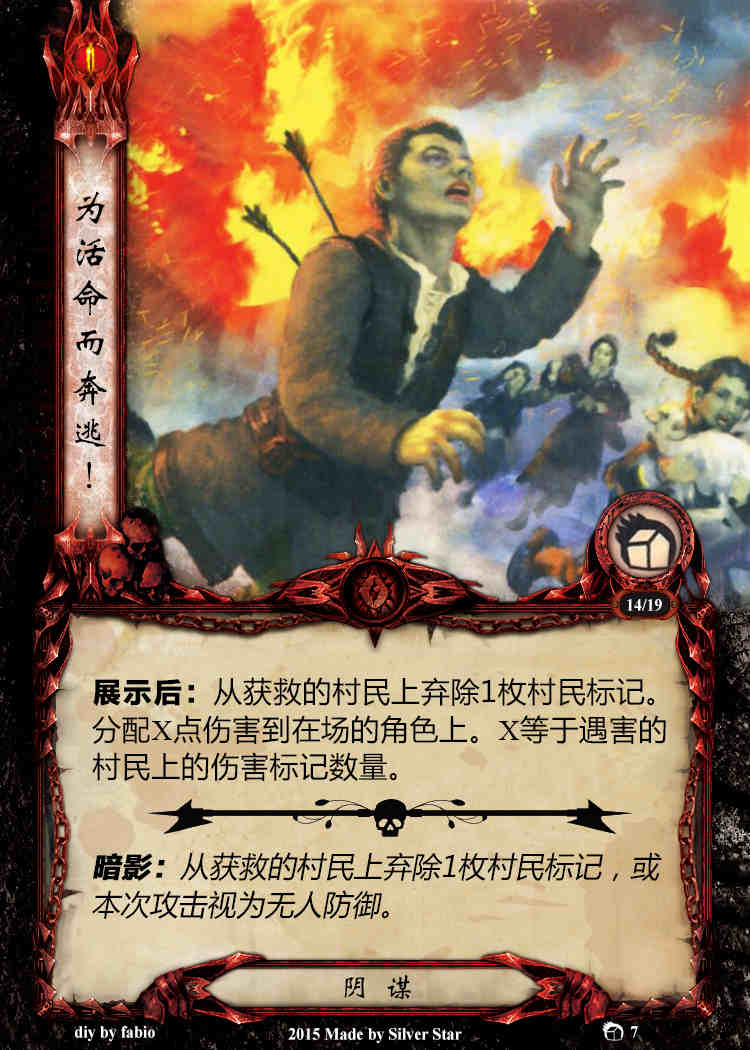 为活命而奔逃！
14/19
展示后：从获救的村民上弃除1枚村民标记。
分配X点伤害到在场的角色上。X等于遇害的
村民上的伤害标记数量。
暗影：从获救的村民上弃除1枚村民标记，或
本次攻击视为无人防御。
阴谋
diy by fabio
2015 Made by Silver Star
7